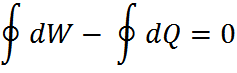 ∮ dW − ∮ dQ = 0